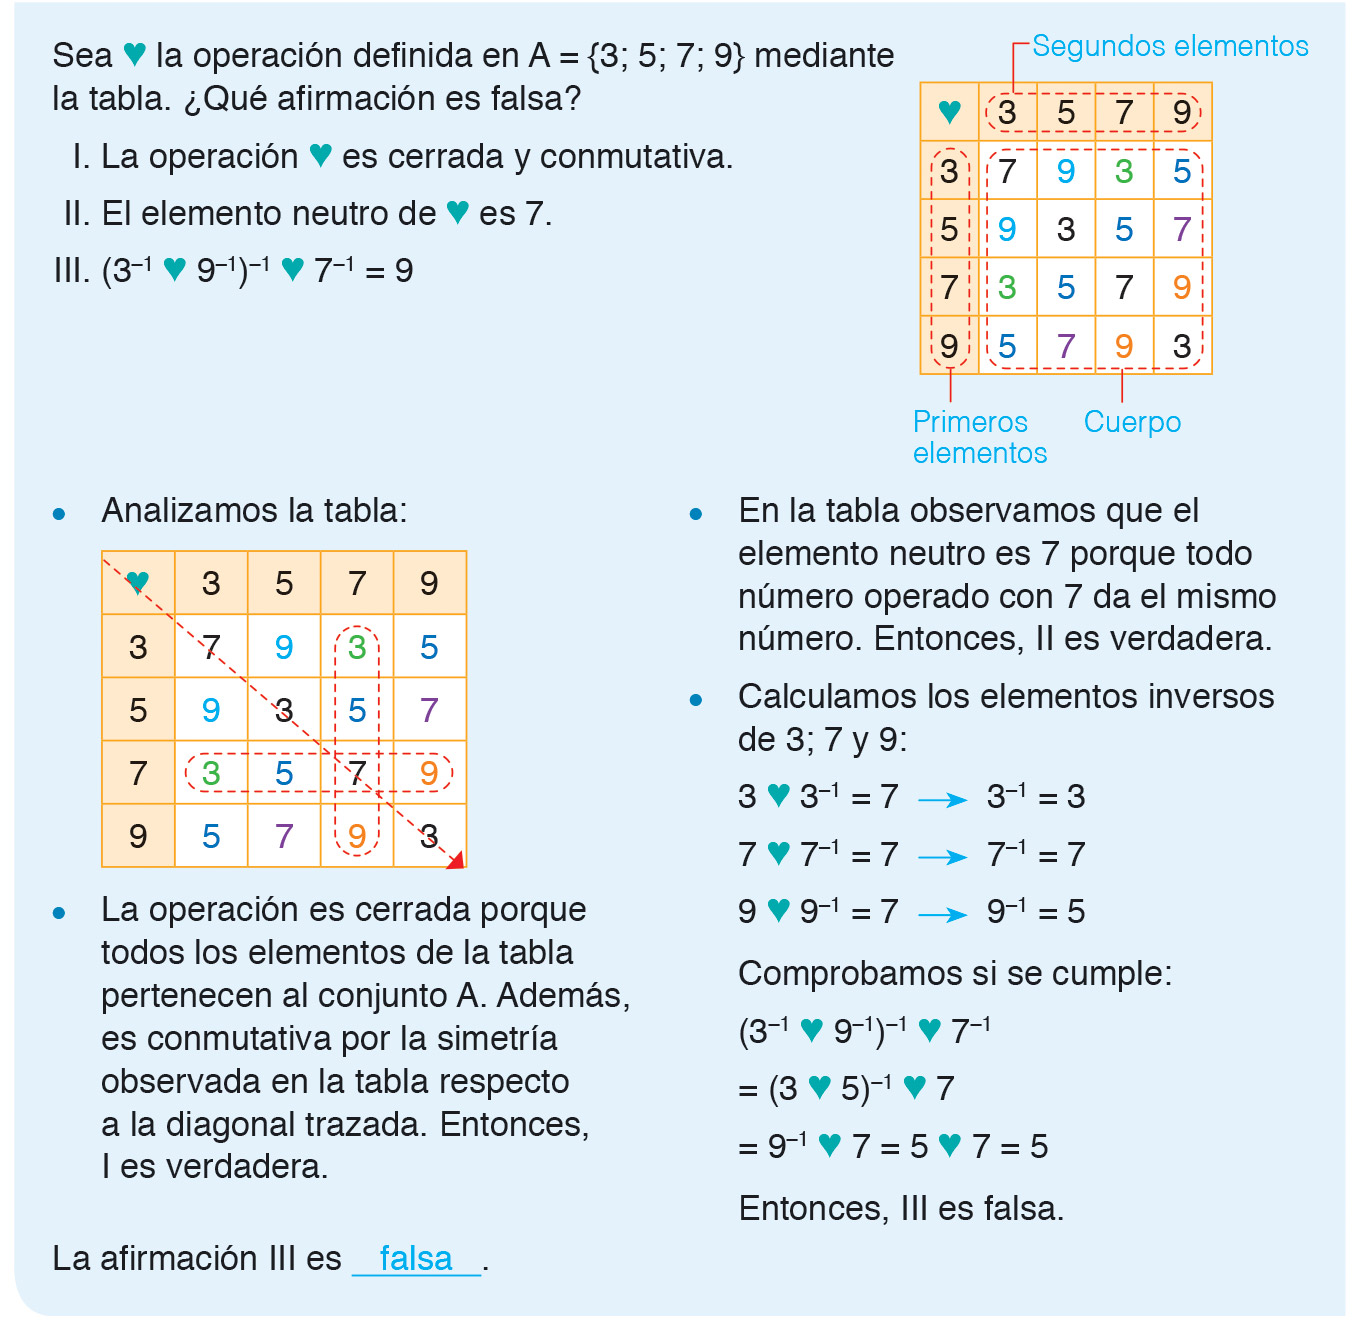 Sea ♥ la operación definida en A = {3; 5; 7; 9} mediante
la tabla. ¿Qué afirmación es falsa?
I. La operación ♥ es cerrada y conmutativa.
II. El elemento neutro de ♥ es 7.
III. (3⁻¹ ♥ 9⁻¹)⁻¹ ♥ 7⁻¹ = 9
Segundos elementos
♥ 3 5 7 9
3 7 9 3 5
5 9 3 5 7
7 3 5 7 9
9 5 7 9 3
Primeros
elementos
Cuerpo
• Analizamos la tabla:
♥ 3 5 7 9
3 7 9 3 5
5 9 3 5 7
7 3 5 7 9
9 5 7 9 3
• La operación es cerrada porque
todos los elementos de la tabla
pertenecen al conjunto A. Además,
es conmutativa por la simetría
observada en la tabla respecto
a la diagonal trazada. Entonces,
I es verdadera.
• En la tabla observamos que el
elemento neutro es 7 porque todo
número operado con 7 da el mismo
número. Entonces, II es verdadera.
• Calculamos los elementos inversos
de 3; 7 y 9:
3 ♥ 3⁻¹ = 7 → 3⁻¹ = 3
7 ♥ 7⁻¹ = 7 → 7⁻¹ = 7
9 ♥ 9⁻¹ = 7 → 9⁻¹ = 5
Comprobamos si se cumple:
(3⁻¹ ♥ 9⁻¹)⁻¹ ♥ 7⁻¹
= (3 ♥ 5)⁻¹ ♥ 7
= 9⁻¹ ♥ 7 = 5 ♥ 7 = 5
Entonces, III es falsa.
La afirmación III es falsa.